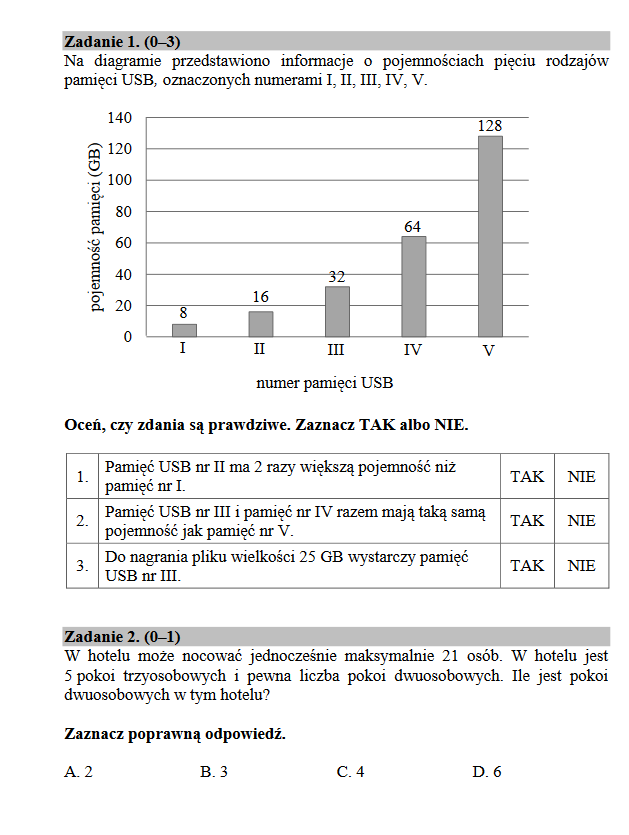 Zadanie 1. (0–3)
Na diagramie przedstawiono informacje o pojemnościach pięciu rodzajów
pamięci USB, oznaczonych numerami I, II, III, IV, V.
pojemność pamięci (GB)
140
120
100
80
60
40
20
0
8
16
32
64
128
I II III IV V
numer pamięci USB
Oceń, czy zdania są prawdziwe. Zaznacz TAK albo NIE.
1. Pamięć USB nr II ma 2 razy większą pojemność niż
pamięć nr I. TAK NIE
2. Pamięć USB nr III i pamięć nr IV razem mają taką samą
pojemność jak pamięć nr V. TAK NIE
3. Do nagrania pliku wielkości 25 GB wystarczy pamięć
USB nr III. TAK NIE
Zadanie 2. (0–1)
W hotelu może nocować jednocześnie maksymalnie 21 osób. W hotelu jest
5 pokoi trzyosobowych i pewna liczba pokoi dwuosobowych. Ile jest pokoi
dwuosobowych w tym hotelu?
Zaznacz poprawną odpowiedź.
A. 2 B. 3 C. 4 D. 6